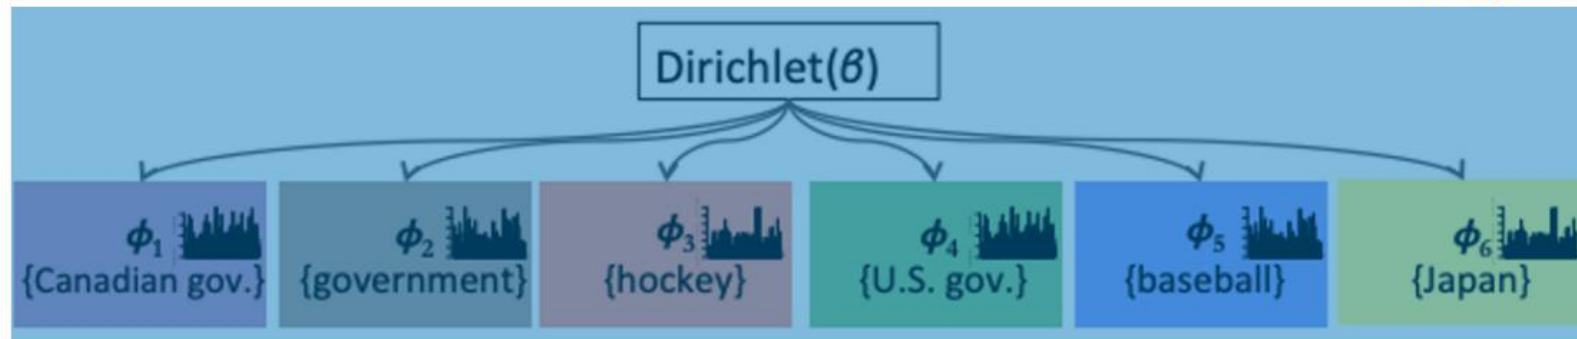 Dirichlet(β)
ϕ₁ ϕ₂ ϕ₃ ϕ₄ ϕ₅ ϕ₆
{Canadian gov.} {government} {hockey} {U.S. gov.} {baseball} {Japan}